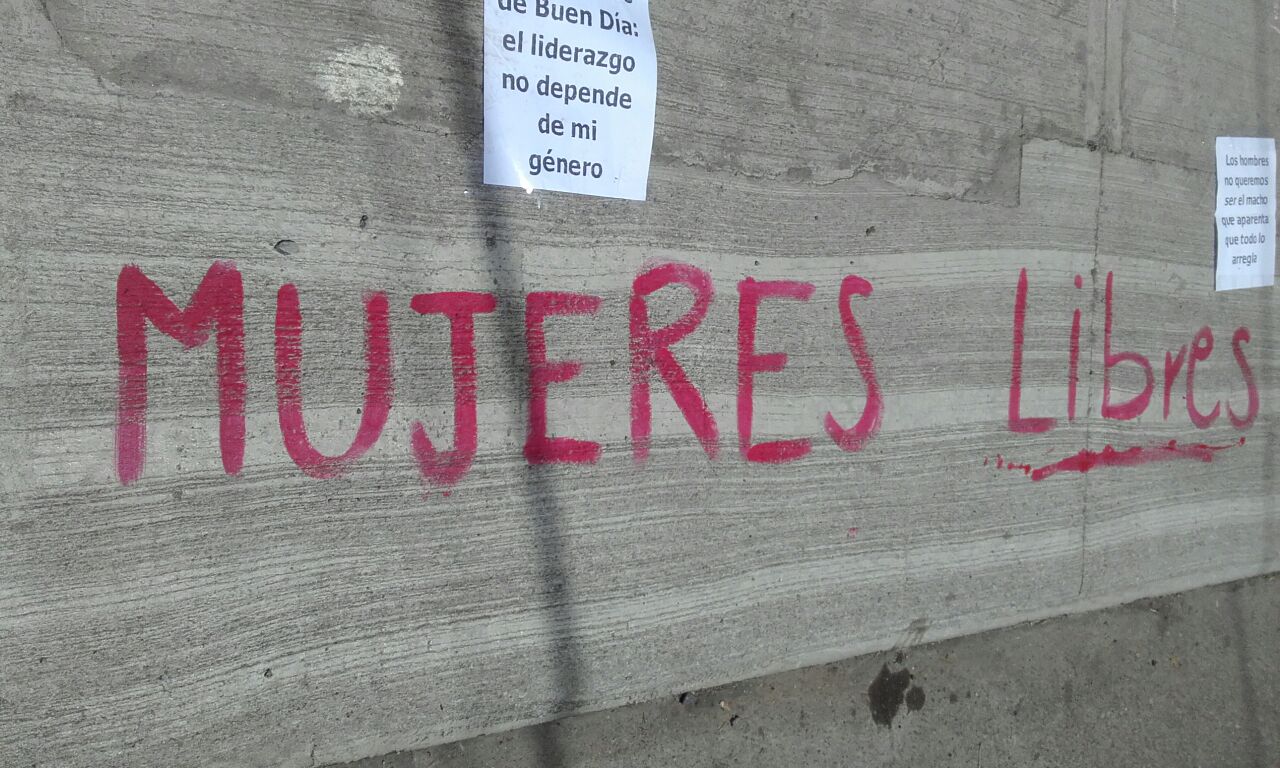 de Buen Día:
el liderazgo
no depende
de mi
género
Los hombres
no queremos
ser el macho
que aparenta
que todo lo
arregla
MUJERES Libres